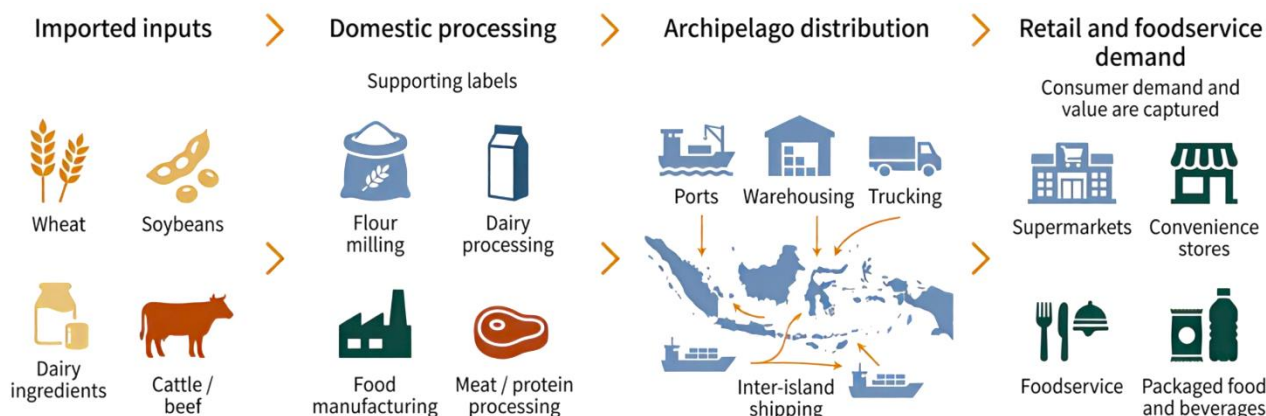 Imported inputs
Wheat
Soybeans
Dairy
ingredients
Cattle /
beef
Domestic processing
Supporting labels
Flour
milling
Dairy
processing
Food
manufacturing
Meat / protein
processing
Archipelago distribution
Ports
Warehousing
Trucking
Inter-island
shipping
Retail and foodservice
demand
Consumer demand and
value are captured
Supermarkets
Convenience
stores
Foodservice
Packaged food
and beverages